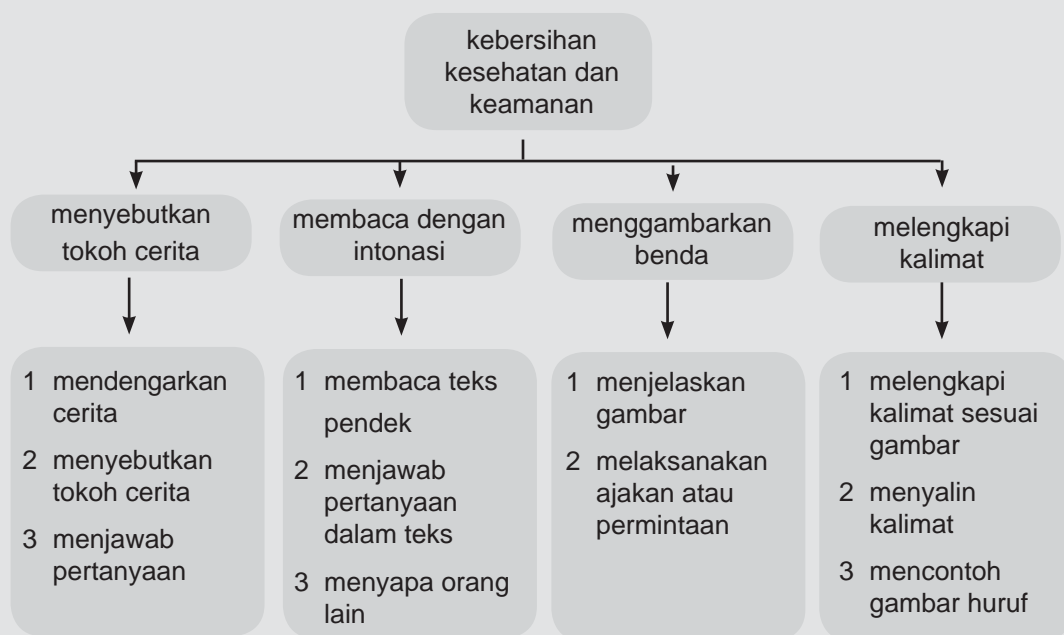 kebersihan
kesehatan dan
keamanan
menyebutkan
tokoh cerita
membaca dengan
intonasi
menggambarkan
benda
melengkapi
kalimat
1 mendengarkan
cerita
2 menyebutkan
tokoh cerita
3 menjawab
pertanyaan
1 membaca teks
pendek
2 menjawab
pertanyaan
dalam teks
3 menyapa orang
lain
1 menjelaskan
gambar
2 melaksanakan
ajakan atau
permintaan
1 melengkapi
kalimat sesuai
gambar
2 menyalin
kalimat
3 mencontoh
gambar huruf